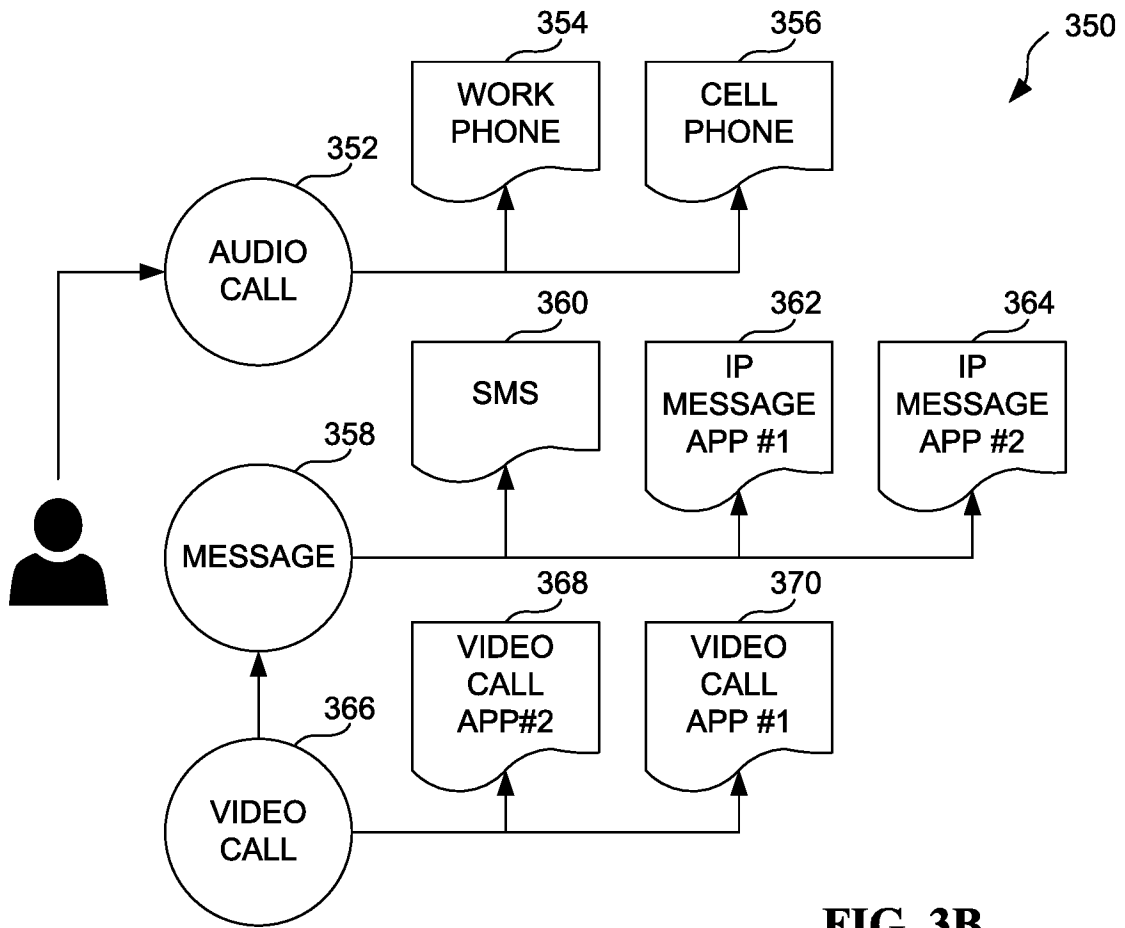 354
356
350
WORK
PHONE
CELL
PHONE
352
AUDIO
CALL
360
362
364
SMS
IP
MESSAGE
APP #1
IP
MESSAGE
APP #2
358
MESSAGE
368
370
VIDEO
CALL
APP#2
VIDEO
CALL
APP #1
366
VIDEO
CALL
FIG. 3B